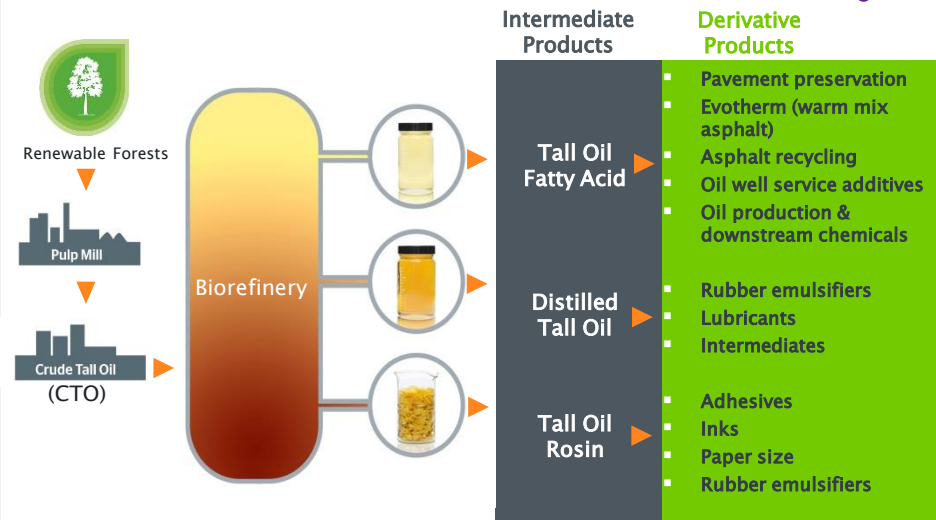 Intermediate
Products
Derivative
Products
Renewable Forests
Pulp Mill
Crude Tall Oil
(CTO)
Biorefinery
Tall Oil
Fatty Acid
▪ Pavement preservation
▪ Evotherm (warm mix
asphalt)
▪ Asphalt recycling
▪ Oil well service additives
▪ Oil production &
downstream chemicals
Distilled
Tall Oil
▪ Rubber emulsifiers
▪ Lubricants
▪ Intermediates
Tall Oil
Rosin
▪ Adhesives
▪ Inks
▪ Paper size
▪ Rubber emulsifiers